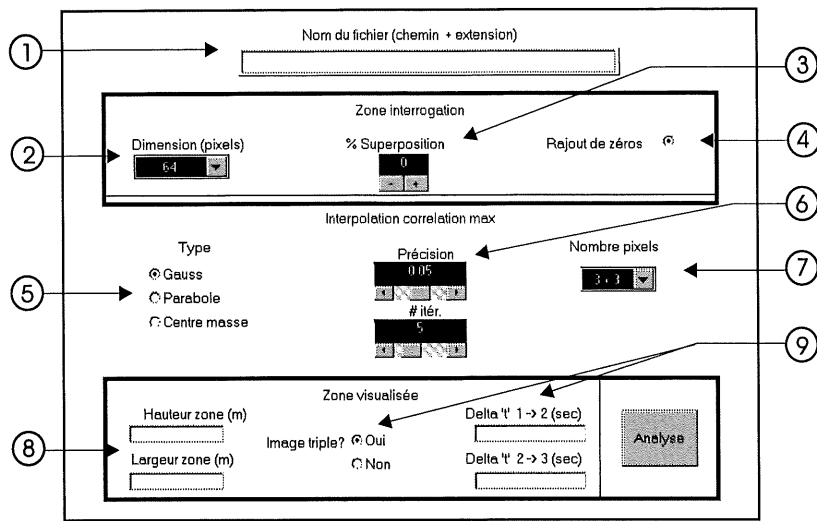 1
Nom du fichier (chemin + extension)
3
Zone interrogation
2
Dimension (pixels)
64
% Superposition
0
- +
Rajout de zéros
4
Interpolation correlation max
6
Type
Précision
0.05
Nombre pixels
3 x 3
7
5
Gauss
Parabole
Centre masse
# itér.
5
9
Zone visualisée
8
Hauteur zone (m)
Largeur zone (m)
Image triple? Oui
Non
Delta 't' 1 -> 2 (sec)
Delta 't' 2 -> 3 (sec)
Analyse